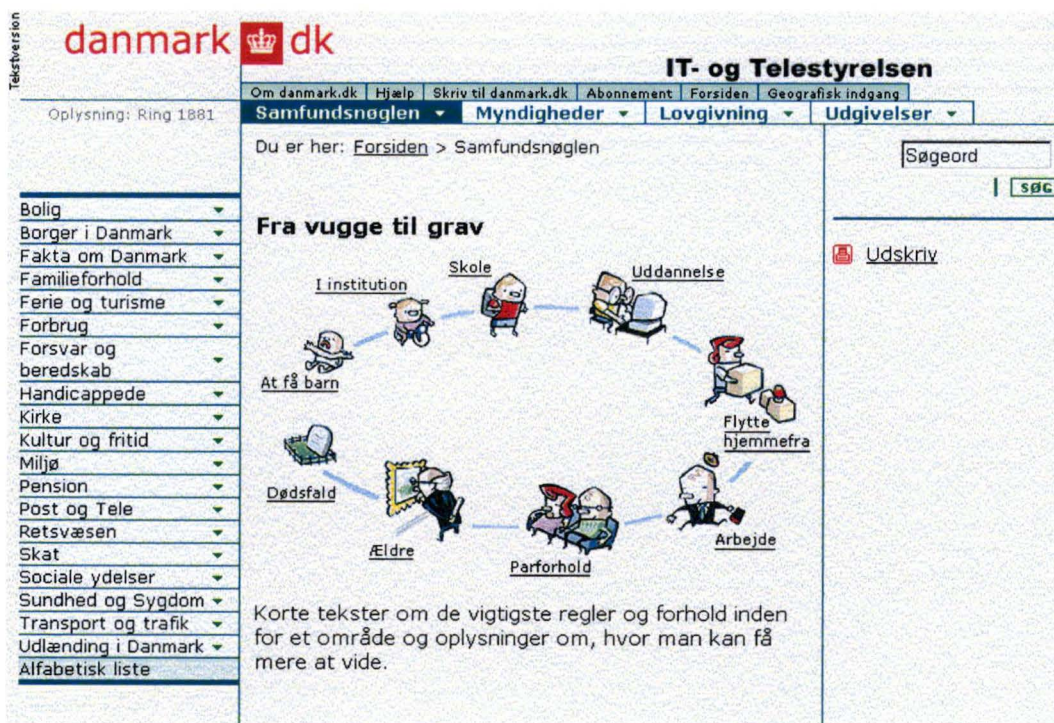 Tekstversion
danmark dk
IT- og Telestyrelsen
Om danmark.dk Hjælp Skriv til danmark.dk Abonnement Forsiden Geografisk indgang
Oplysning: Ring 1881
Samfundsnøglen Myndigheder Lovgivning Udgivelser
Du er her: Forsiden > Samfundsnøglen
Søgeord
SØG
Bolig
Borger i Danmark
Fakta om Danmark
Familieforhold
Ferie og turisme
Forbrug
Forsvar og
beredskab
Handicappede
Kirke
Kultur og fritid
Miljø
Pension
Post og Tele
Retsvæsen
Skat
Sociale ydelser
Sundhed og Sygdom
Transport og trafik
Udlænding i Danmark
Alfabetisk liste
Fra vugge til grav
I institution
Skole
Uddannelse
At få barn
Flytte
hjemmefra
Dødsfald
Ældre
Parforhold
Arbejde
Korte tekster om de vigtigste regler og forhold inden
for et område og oplysninger om, hvor man kan få
mere at vide.
Udskriv